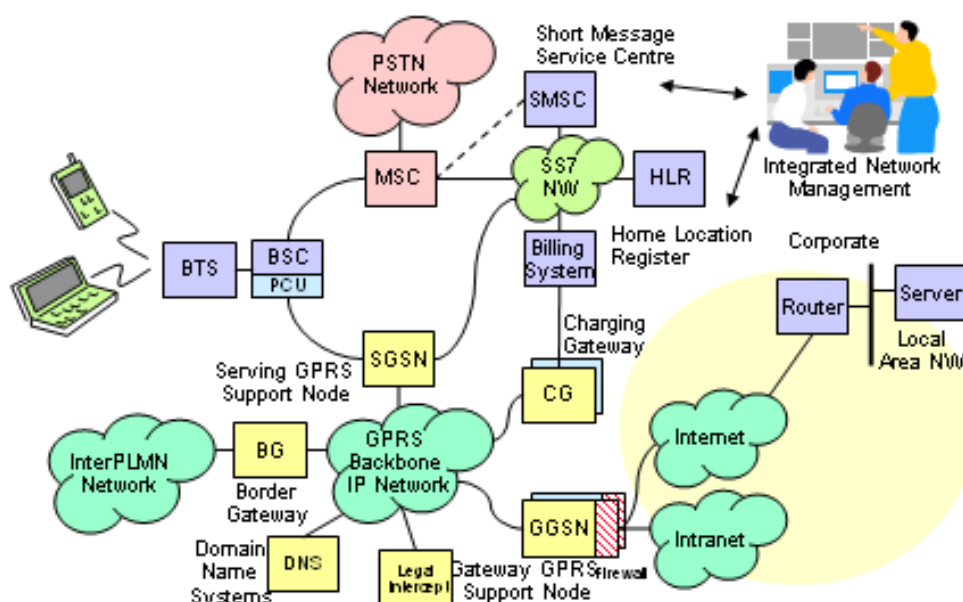 PSTN
Network
Short Message
Service Centre
SMSC
MSC
SS7
NW
HLR
Integrated Network
Management
BTS
BSC
PCU
Billing
System
Home Location
Register
Corporate
Router
Server
Local
Area NW
Charging
Gateway
SGSN
Serving GPRS
Support Node
CG
InterPLMN
Network
BG
Border
Gateway
GPRS
Backbone
IP Network
Internet
GGSN
Firewall
Intranet
Domain
Name
Systems
DNS
Legal
Intercept
Gateway GPRS
Support Node